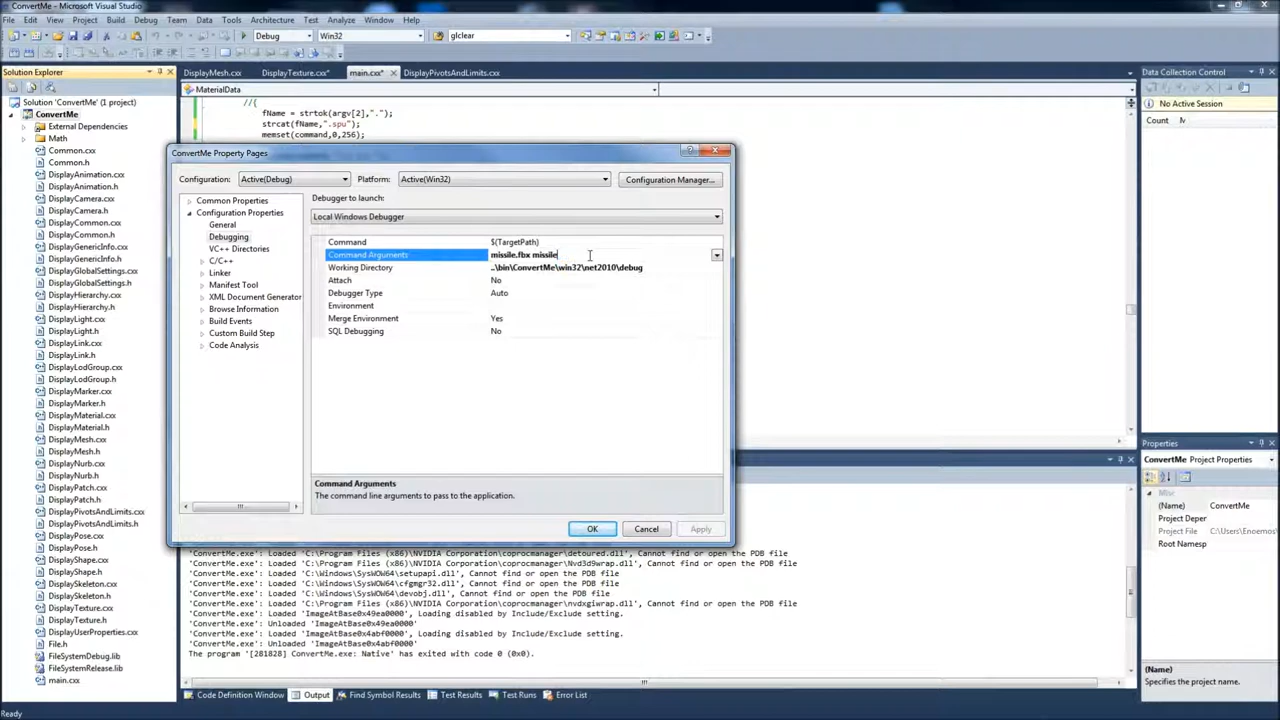 ConvertMe - Microsoft Visual Studio
File Edit View Project Build Debug Team Data Tools Architecture Test Analyze Window Help
Debug Win32 glclear
Solution Explorer
DisplayMesh.cxx DisplayTexture.cxx* main.cxx* DisplayPivotsAndLimits.cxx
MaterialData
Solution 'ConvertMe' (1 project)
ConvertMe
External Dependencies
Math
Common.cxx
Common.h
DisplayAnimation.cxx
DisplayAnimation.h
DisplayCamera.cxx
DisplayCamera.h
DisplayCommon.cxx
DisplayCommon.h
DisplayGenericInfo.cxx
DisplayGenericInfo.h
DisplayGlobalSettings.cxx
DisplayGlobalSettings.h
DisplayHierarchy.cxx
DisplayHierarchy.h
DisplayLight.cxx
DisplayLight.h
DisplayLink.cxx
DisplayLink.h
DisplayLodGroup.cxx
DisplayLodGroup.h
DisplayMarker.cxx
DisplayMarker.h
DisplayMaterial.cxx
DisplayMaterial.h
DisplayMesh.cxx
DisplayMesh.h
DisplayNurb.cxx
DisplayNurb.h
DisplayPatch.cxx
DisplayPatch.h
DisplayPivotsAndLimits.cxx
DisplayPivotsAndLimits.h
DisplayPose.cxx
DisplayPose.h
DisplayShape.cxx
DisplayShape.h
DisplaySkeleton.cxx
DisplaySkeleton.h
DisplayTexture.cxx
DisplayTexture.h
DisplayUserProperties.cxx
File.h
FileSystemDebug.lib
FileSystemRelease.lib
main.cxx
//{
fName = strtok(argv[2],".");
strcat(fName,".spu");
memset(command,0,256);
ConvertMe Property Pages
Configuration: Active(Debug) Platform: Active(Win32) Configuration Manager...
Common Properties
Configuration Properties
General
Debugging
VC++ Directories
C/C++
Linker
Manifest Tool
XML Document Generator
Browse Information
Build Events
Custom Build Step
Code Analysis
Debugger to launch:
Local Windows Debugger
Command $(TargetPath)
Command Arguments missile.fbx missile
Working Directory ..\bin\ConvertMe\win32\net2010\debug
Attach No
Debugger Type Auto
Environment
Merge Environment Yes
SQL Debugging No
Command Arguments
The command line arguments to pass to the application.
OK Cancel Apply
'ConvertMe.exe': Loaded 'C:\Program Files (x86)\NVIDIA Corporation\coprocmanager\detoured.dll', Cannot find or open the PDB file
'ConvertMe.exe': Loaded 'C:\Program Files (x86)\NVIDIA Corporation\coprocmanager\Nvd3d9wrap.dll', Cannot find or open the PDB file
'ConvertMe.exe': Loaded 'C:\Windows\SysWOW64\setupapi.dll', Cannot find or open the PDB file
'ConvertMe.exe': Loaded 'C:\Windows\SysWOW64\cfgmgr32.dll', Cannot find or open the PDB file
'ConvertMe.exe': Loaded 'C:\Windows\SysWOW64\devobj.dll', Cannot find or open the PDB file
'ConvertMe.exe': Loaded 'C:\Program Files (x86)\NVIDIA Corporation\coprocmanager\nvdxgiwrap.dll', Cannot find or open the PDB file
'ConvertMe.exe': Loaded 'ImageAtBase0x49ea0000', Loading disabled by Include/Exclude setting.
'ConvertMe.exe': Unloaded 'ImageAtBase0x49ea0000'
'ConvertMe.exe': Loaded 'ImageAtBase0x4abf0000', Loading disabled by Include/Exclude setting.
'ConvertMe.exe': Unloaded 'ImageAtBase0x4abf0000'
The program '[281828] ConvertMe.exe: Native' has exited with code 0 (0x0).
Code Definition Window Output Find Symbol Results Test Results Test Runs Error List
Data Collection Control
No Active Session
Count
Properties
ConvertMe Project Properties
Misc
(Name) ConvertMe
Project Deper
Project File C:\Users\Enoemos
Root Namesp
(Name)
Specifies the project name.
Ready